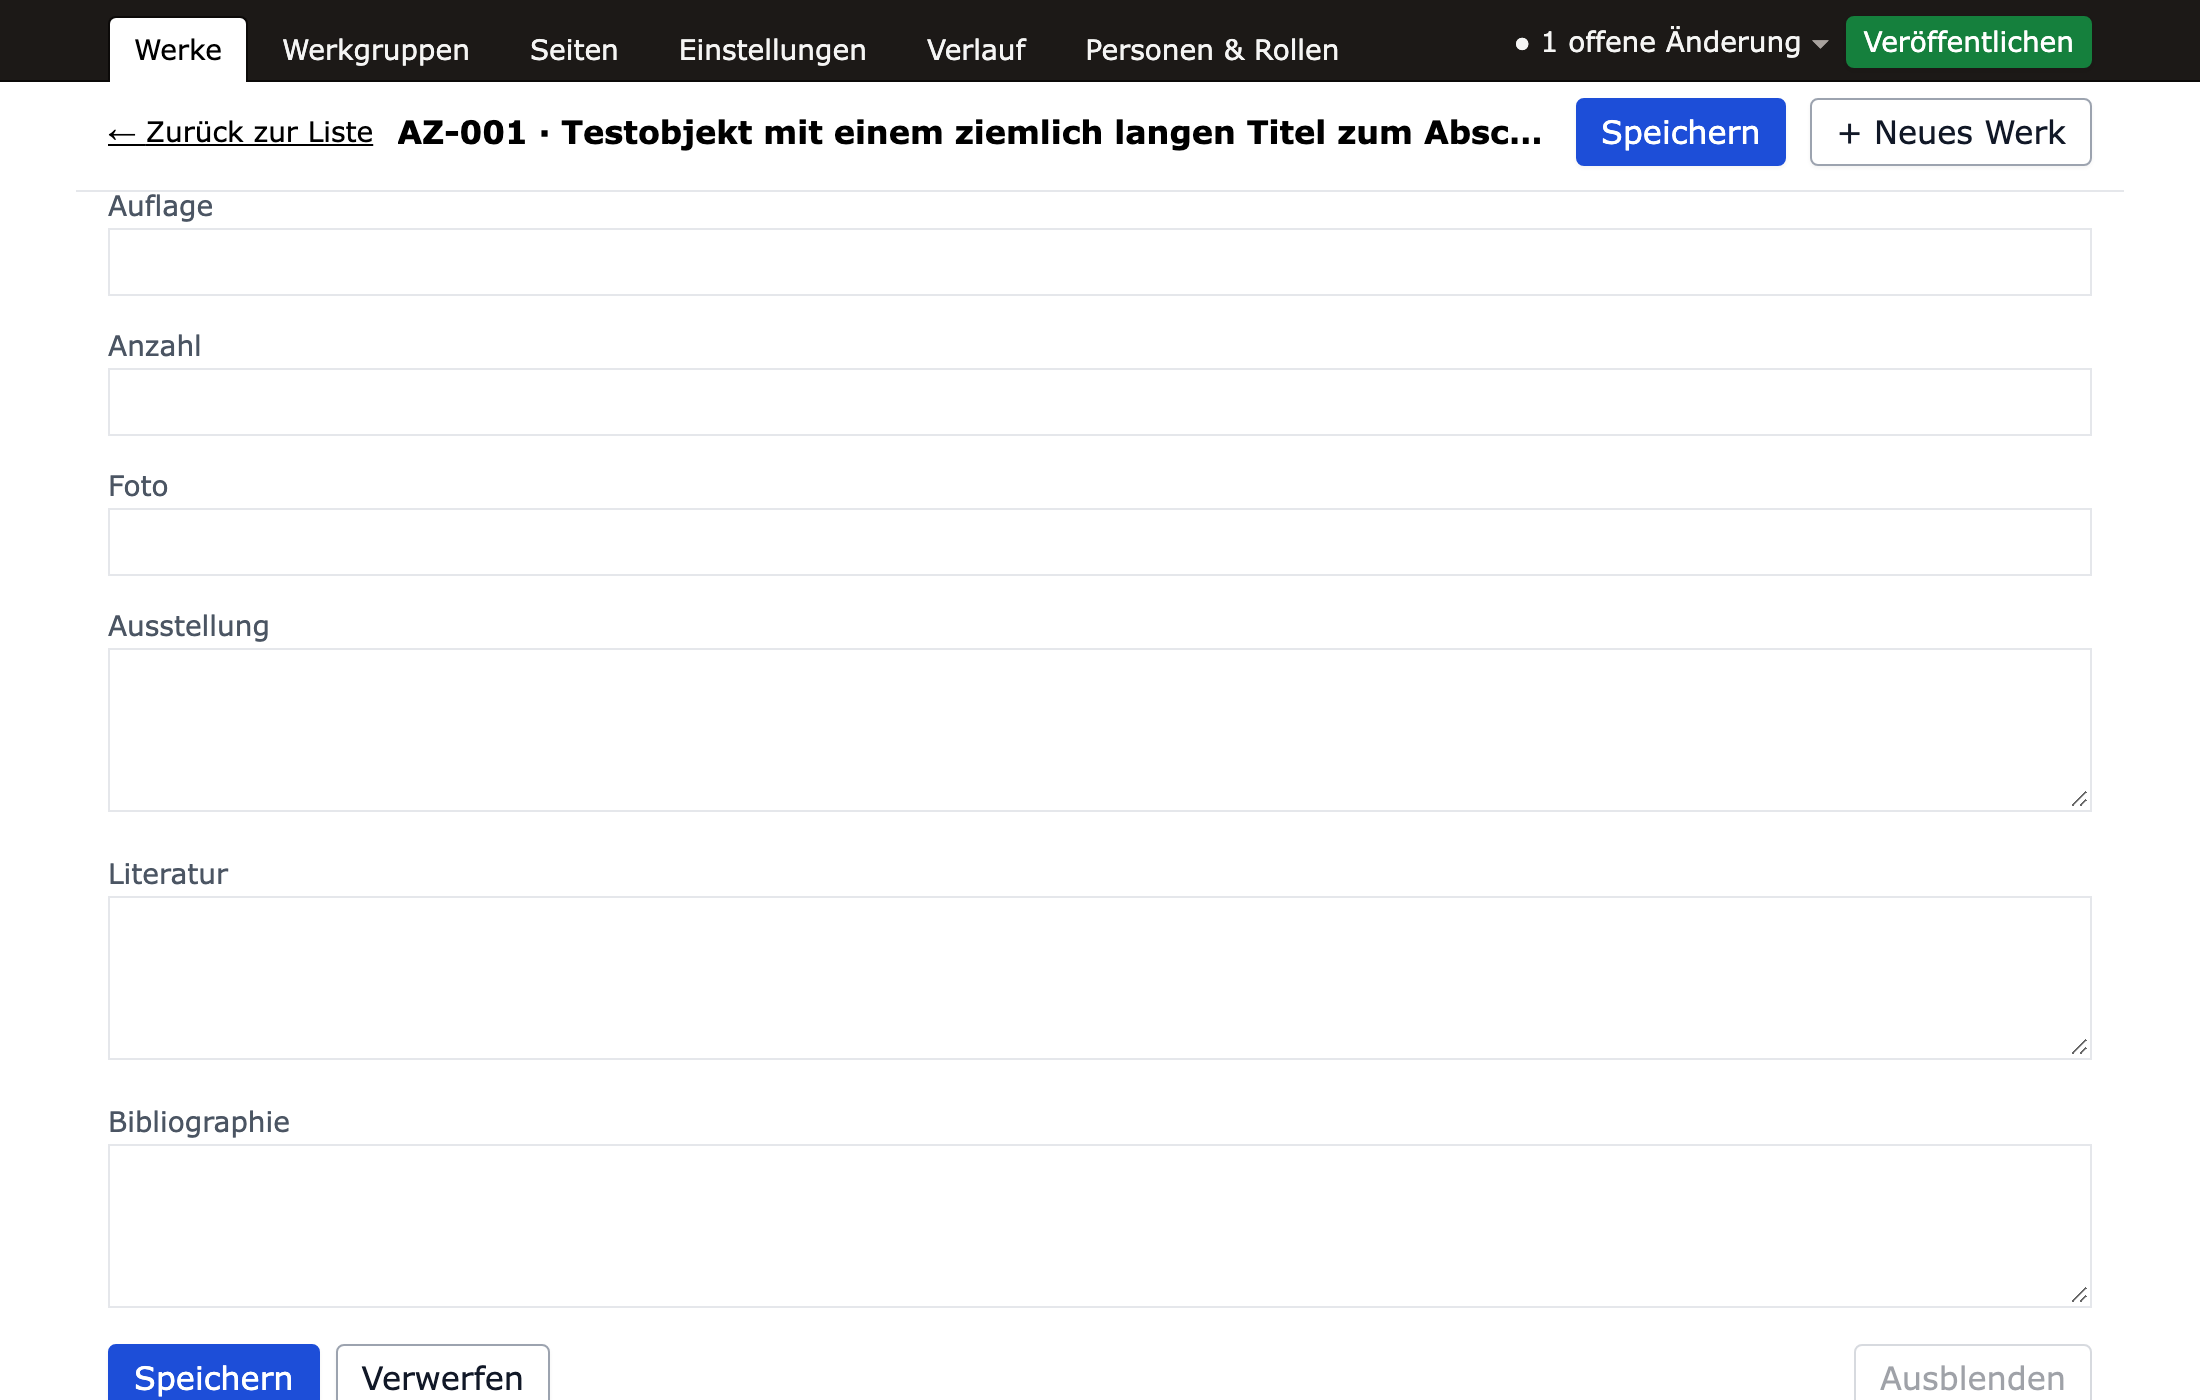 Werke Werkgruppen Seiten Einstellungen Verlauf Personen & Rollen ● 1 offene Änderung ▾ Veröffentlichen
← Zurück zur Liste AZ-001 · Testobjekt mit einem ziemlich langen Titel zum Absc... Speichern + Neues Werk
Auflage
Anzahl
Foto
Ausstellung
Literatur
Bibliographie
Speichern Verwerfen Ausblenden